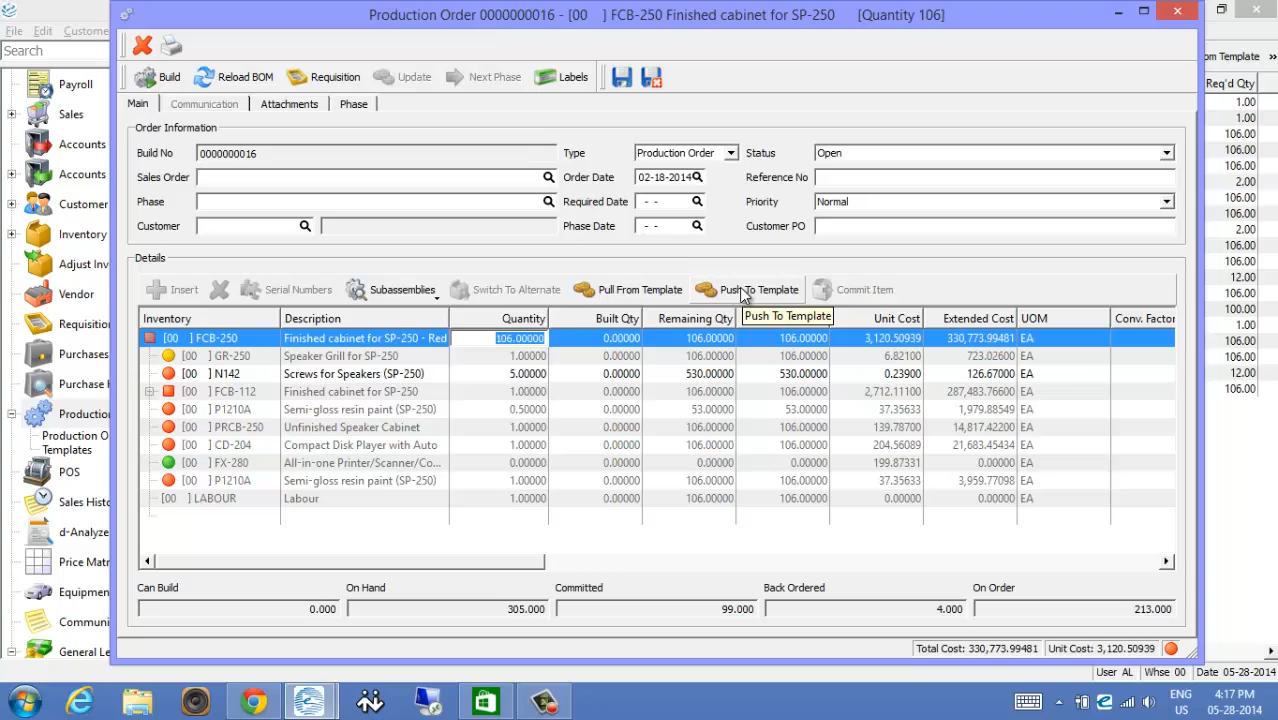 Production Order 0000000016 - [00 ] FCB-250 Finished cabinet for SP-250 [Quantity 106]
File Edit Custome
Search
Build Reload BOM Requisition Update Next Phase Labels
om Template »
Main Communication Attachments Phase
Req'd Qty
Payroll
Sales
Accounts
Accounts
Customer
Inventory
Adjust Inv
Vendor
Requisition
Purchases
Purchase H
Production
Production O
Templates
POS
Sales Histo
d-Analyze
Price Matr
Equipmen
Communi
General Le
Order Information
Build No 0000000016 Type Production Order Status Open
Sales Order Order Date 02-18-2014 Reference No
Phase Required Date - - Priority Normal
Customer Phase Date - - Customer PO
Details
Insert Serial Numbers Subassemblies Switch To Alternate Pull From Template Push To Template Commit Item
Push To Template
Inventory Description Quantity Built Qty Remaining Qty Unit Cost Extended Cost UOM Conv. Factor
[00 ] FCB-250 Finished cabinet for SP-250 - Red 106.00000 0.00000 106.00000 106.00000 3,120.50939 330,773.99481 EA
[00 ] GR-250 Speaker Grill for SP-250 1.00000 0.00000 106.00000 106.00000 6.82100 723.02600 EA
[00 ] N142 Screws for Speakers (SP-250) 5.00000 0.00000 530.00000 530.00000 0.23900 126.67000 EA
[00 ] FCB-112 Finished cabinet for SP-250 1.00000 0.00000 106.00000 106.00000 2,712.11100 287,483.76600 EA
[00 ] P1210A Semi-gloss resin paint (SP-250) 0.50000 0.00000 53.00000 53.00000 37.35633 1,979.88549 EA
[00 ] PRCB-250 Unfinished Speaker Cabinet 1.00000 0.00000 106.00000 106.00000 139.78700 14,817.42200 EA
[00 ] CD-204 Compact Disk Player with Auto 1.00000 0.00000 106.00000 106.00000 204.56089 21,683.45434 EA
[00 ] FX-280 All-in-one Printer/Scanner/Co... 0.00000 0.00000 0.00000 0.00000 199.87331 0.00000 EA
[00 ] P1210A Semi-gloss resin paint (SP-250) 1.00000 0.00000 106.00000 106.00000 37.35633 3,959.77098 EA
[00 ] LABOUR Labour 1.00000 0.00000 106.00000 106.00000 0.00000 0.00000 EA
1.00
1.00
106.00
106.00
106.00
2.00
106.00
106.00
2.00
106.00
106.00
12.00
106.00
100.00
1.00
106.00
106.00
12.00
106.00
Can Build On Hand Committed Back Ordered On Order
0.000 305.000 99.000 4.000 213.000
Total Cost: 330,773.99481 Unit Cost: 3,120.50939
User AL Whse 00 Date 05-28-2014
ENG 4:17 PM
US 05-28-2014